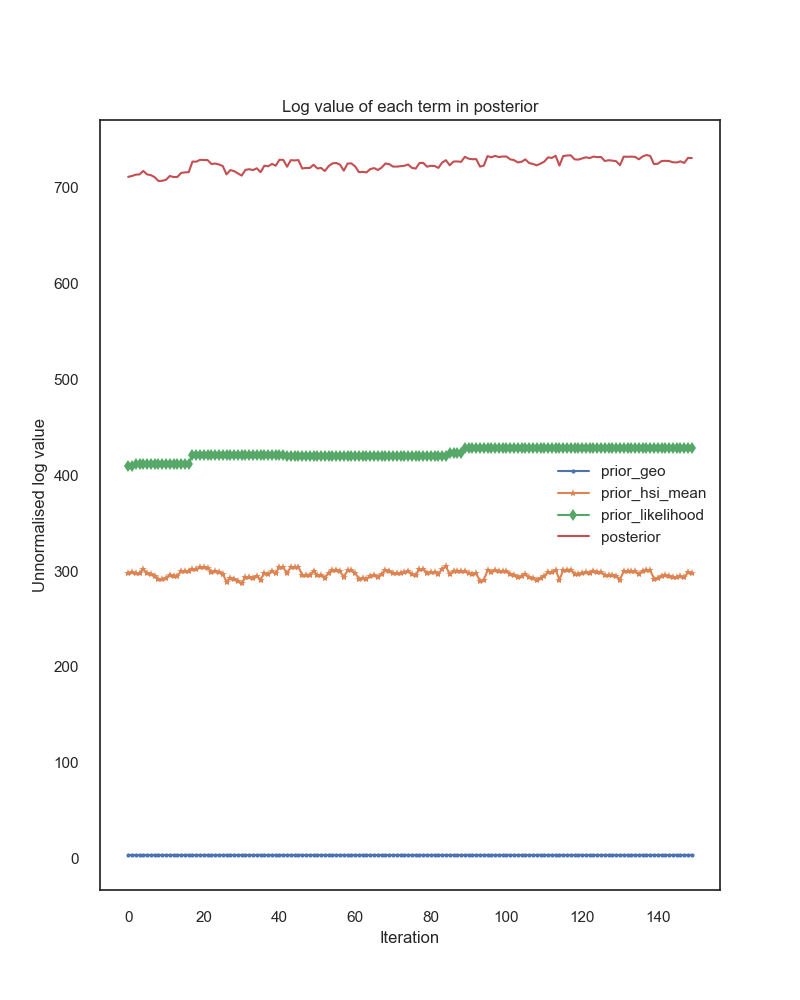 Log value of each term in posterior
Unnormalised log value
700
600
500
400
300
200
100
0
prior_geo
prior_hsi_mean
prior_likelihood
posterior
0 20 40 60 80 100 120 140
Iteration